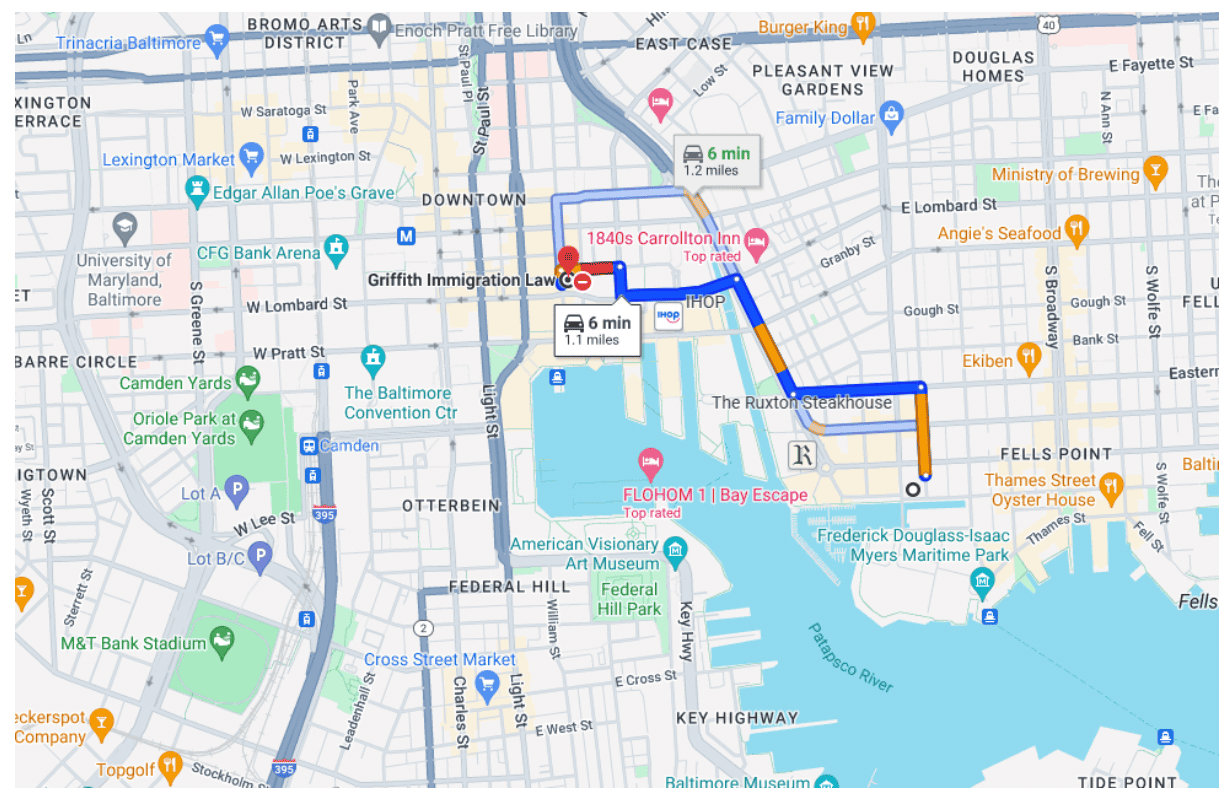 BROMO ARTS
DISTRICT
Enoch Pratt Free Library
Trinacria Baltimore
Burger King
40
EAST CASE
DOUGLAS
HOMES
E Fayette St
PLEASANT VIEW
GARDENS
Low St
St Paul Pl
St Paul St
Park Ave
N Ann St
XINGTON
ERRACE
W Saratoga St
Family Dollar
6 min
1.2 miles
Lexington Market
W Lexington St
Ministry of Brewing
Edgar Allan Poe's Grave
DOWNTOWN
E Lombard St
M
University of
Maryland,
Baltimore
CFG Bank Arena
1840s Carrollton Inn
Top rated
Granby St
Angie's Seafood
Griffith Immigration Law
S Greene St
W Lombard St
IHOP
IHOP
6 min
1.1 miles
Gough St
Gough St
S Broadway
S Wolfe St
Bank St
BARRE CIRCLE
W Pratt St
Ekiben
Eastern
Camden Yards
The Baltimore
Convention Ctr
Light St
Oriole Park at
Camden Yards
The Ruxton Steakhouse
R
Camden
FELLS POINT
Lot A
P
OTTERBEIN
FLOHOM 1 | Bay Escape
Top rated
Thames Street
Oyster House
S Wolfe St
Scott St
Wyeth St
W Lee St
395
Thames St
Fell St
Lot B/C
P
American Visionary
Art Museum
Frederick Douglass-Isaac
Myers Maritime Park
FEDERAL HILL
Federal
Hill Park
Sterrett St
William St
Key Hwy
Fells
2
M&T Bank Stadium
Patapsco River
Cross Street Market
E Cross St
Leadenhall St
Charles St
Light St
KEY HIGHWAY
E West St
eckerspot
Company
Topgolf
Stockholm St
395
Baltimore Museum
TIDE POINT